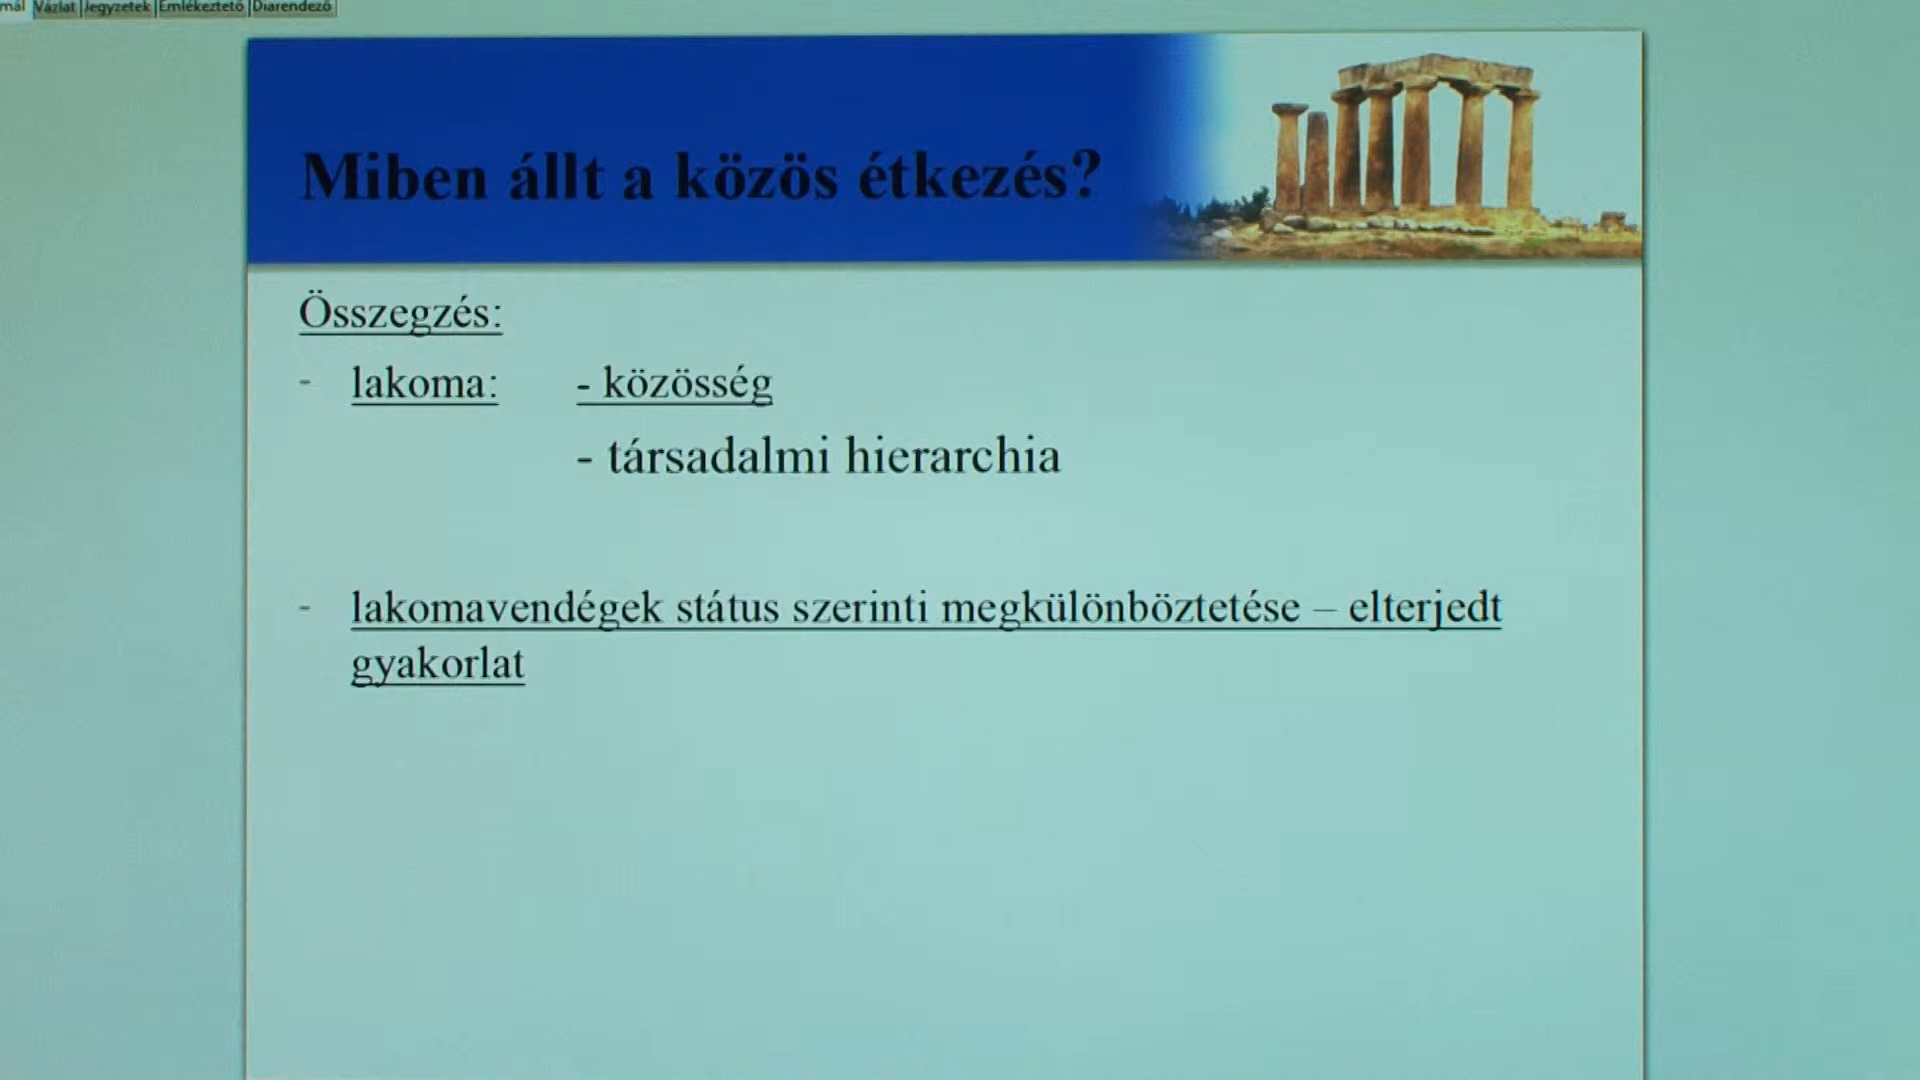 Vázlat Jegyzetek Emlékeztető Diarendező
Miben állt a közös étkezés?
Összegzés:
- lakoma: - közösség
- társadalmi hierarchia
- lakomavendégek státus szerinti megkülönböztetése – elterjedt
gyakorlat